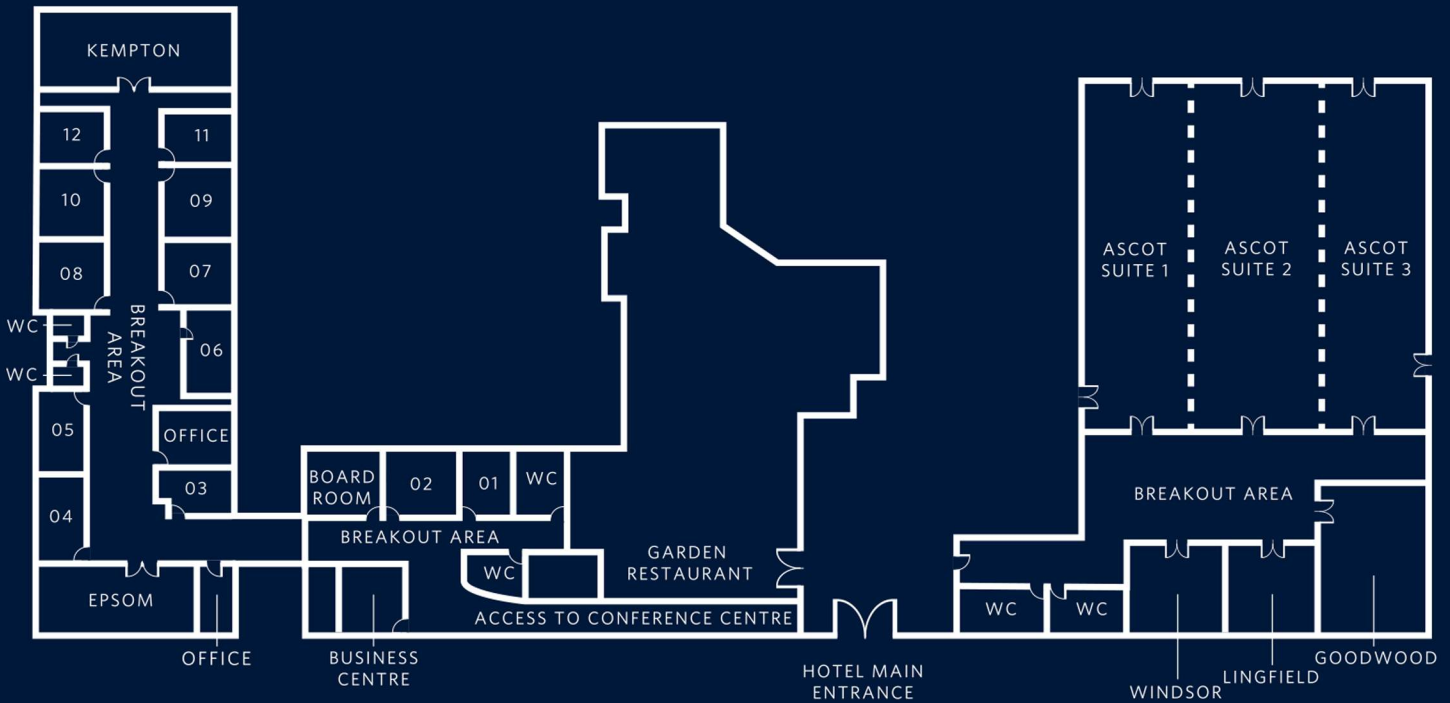 KEMPTON
12
11
10
09
08
07
WC
BREAKOUT
AREA
06
WC
05
OFFICE
03
04
EPSOM
OFFICE
BOARD
ROOM
02
01
WC
BREAKOUT AREA
WC
BUSINESS
CENTRE
GARDEN
RESTAURANT
ACCESS TO CONFERENCE CENTRE
HOTEL MAIN
ENTRANCE
ASCOT
SUITE 1
ASCOT
SUITE 2
ASCOT
SUITE 3
BREAKOUT AREA
WC
WC
WINDSOR
LINGFIELD
GOODWOOD